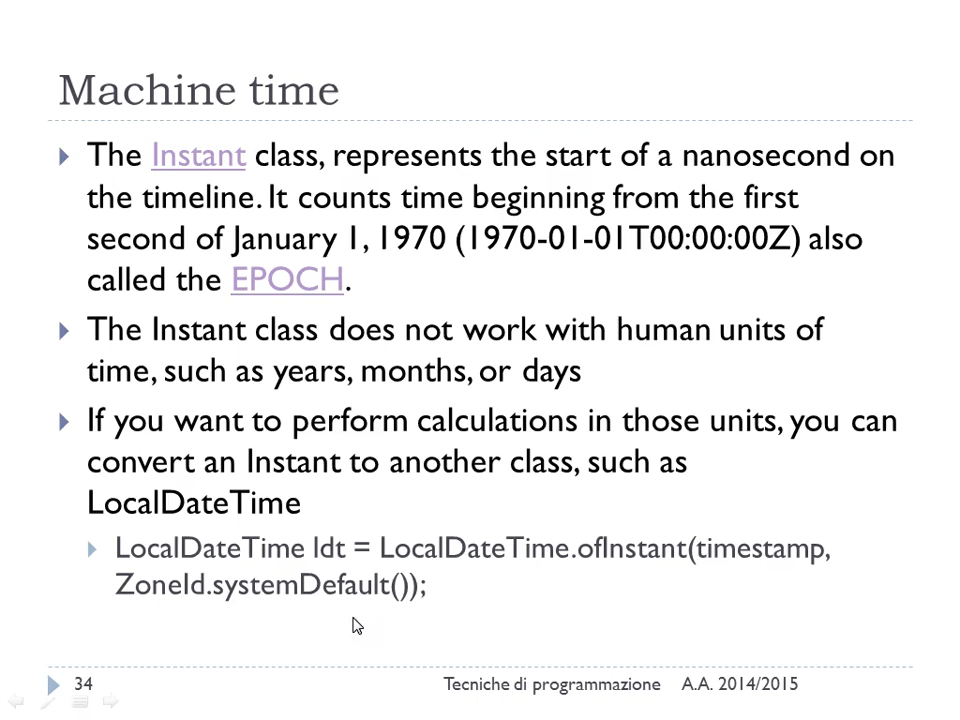 Machine time
The Instant class, represents the start of a nanosecond on
the timeline. It counts time beginning from the first
second of January 1, 1970 (1970-01-01T00:00:00Z) also
called the EPOCH.
The Instant class does not work with human units of
time, such as years, months, or days
If you want to perform calculations in those units, you can
convert an Instant to another class, such as
LocalDateTime
LocalDateTime ldt = LocalDateTime.ofInstant(timestamp,
ZoneId.systemDefault());
34 Tecniche di programmazione A.A. 2014/2015